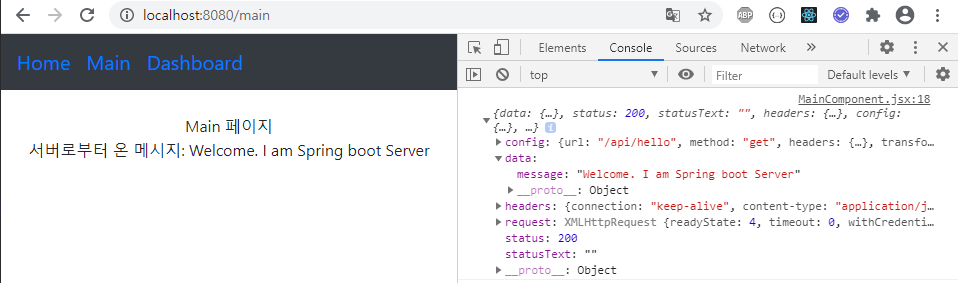 localhost:8080/main
ABP
Home Main Dashboard
Main 페이지
서버로부터 온 메시지: Welcome. I am Spring boot Server
Elements Console Sources Network »
top Filter Default levels
MainComponent.jsx:18
{data: {…}, status: 200, statusText: "", headers: {…}, config:
{…}, …} i
config: {url: "/api/hello", method: "get", headers: {…}, transfo…
data:
message: "Welcome. I am Spring boot Server"
__proto__: Object
headers: {connection: "keep-alive", content-type: "application/j…
request: XMLHttpRequest {readyState: 4, timeout: 0, withCredenti…
status: 200
statusText: ""
__proto__: Object